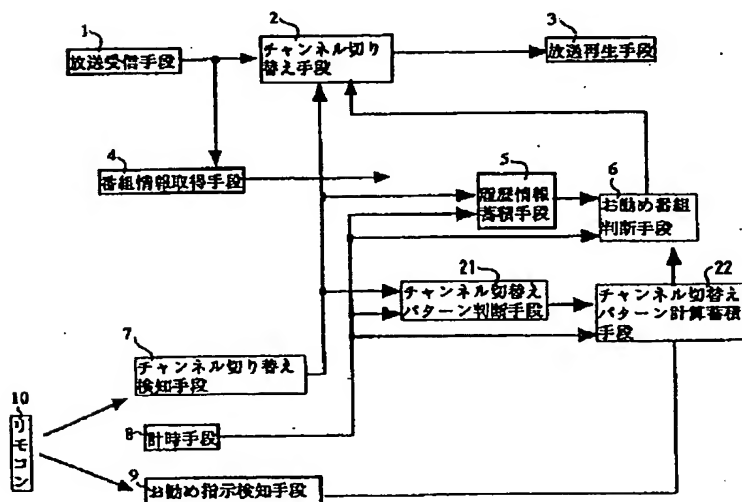 1
放送受信手段
2
チャンネル切り
替え手段
3
放送再生手段
4
番組情報取得手段
5
履歴情報
蓄積手段
6
お勧め番組
判断手段
21
チャンネル切替え
パターン判断手段
22
チャンネル切替え
パターン計算蓄積
手段
7
チャンネル切り替え
検知手段
8
計時手段
9
お勧め指示検知手段
10
リモコン